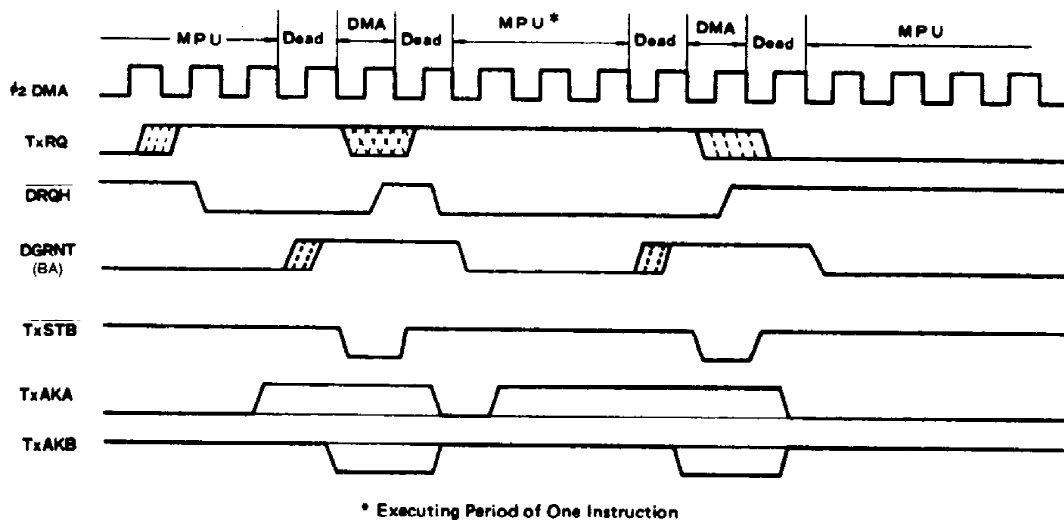 MPU Dead DMA Dead MPU* Dead DMA Dead MPU
ϕ2 DMA
TxRQ
DRQH
DGRNT
(BA)
TxSTB
TxAKA
TxAKB
* Executing Period of One Instruction